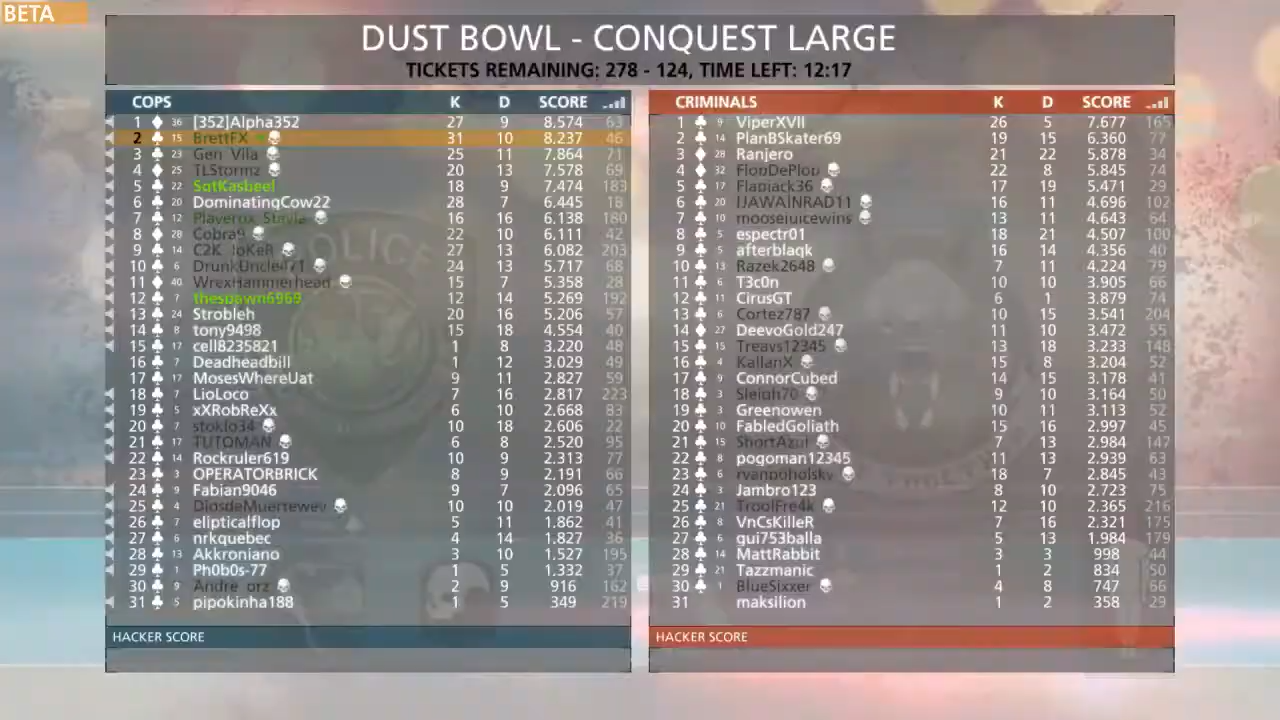 BETA
DUST BOWL - CONQUEST LARGE
TICKETS REMAINING: 278 - 124, TIME LEFT: 12:17
COPS K D SCORE
1 36 [352]Alpha352 27 9 8.574 63
2 15 BrettFX 31 10 8.237 46
3 23 Gen_Vila 25 11 7.864 71
4 25 TLStormz 20 13 7.578 69
5 22 SgtKasbeel 18 9 7.474 183
6 20 DominatingCow22 28 7 6.445 18
7 12 16 16 6.138 180
8 28 Cobra9 22 10 6.111 42
9 14 C2K_JoKeR 27 13 6.082 203
10 6 DrunkUncle471 24 13 5.717 68
11 40 WrexHammerhead 15 7 5.358 28
12 7 thespawn6969 12 14 5.269 192
13 24 Strobleh 20 16 5.206 57
14 8 tony9498 15 18 4.554 40
15 17 cell8235821 1 8 3.220 48
16 7 Deadheadbill 1 12 3.029 49
17 17 MosesWhereUat 9 11 2.827 59
18 7 LioLoco 7 16 2.817 223
19 5 xXRobReXx 6 10 2.668 83
20 7 stoklo34 10 18 2.606 22
21 17 TUTOMAN 6 8 2.520 95
22 14 Rockruler619 10 9 2.313 77
23 3 OPERATORBRICK 8 9 2.191 66
24 9 Fabian9046 9 7 2.096 65
25 4 DiosdeMuertewey 10 10 2.019 47
26 7 elipticalflop 5 11 1.862 41
27 6 nrkquebec 4 14 1.827 36
28 13 Akkroniano 3 10 1.527 195
29 1 Ph0b0s-77 1 5 1.332 37
30 9 Andre_orz 2 9 916 162
31 5 pipokinha188 1 5 349 219
HACKER SCORE
CRIMINALS K D SCORE
1 9 ViperXVII 26 5 7.677 165
2 14 PlanBSkater69 19 15 6.360 77
3 28 Ranjero 21 22 5.878 34
4 32 FlopDePlop 22 8 5.845 74
5 17 Flapjack36 17 19 5.471 29
6 20 16 11 4.696 102
7 10 moosejuicewins 13 11 4.643 64
8 5 espectr01 18 21 4.507 100
9 5 afterblaqk 16 14 4.356 40
10 13 Razek2648 7 11 4.224 79
11 6 T3c0n 10 10 3.905 66
12 11 CirusGT 6 1 3.879 74
13 6 Cortez787 10 15 3.541 204
14 27 DeevoGold247 11 10 3.472 55
15 15 Treavs12345 13 18 3.233 148
16 4 KallanX 15 8 3.204 52
17 9 ConnorCubed 14 15 3.178 41
18 3 Sleigh70 9 10 3.164 50
19 3 Greenowen 10 11 3.113 52
20 10 FabledGoliath 15 16 2.997 45
21 15 ShortAzul 7 13 2.984 147
22 8 pogoman12345 11 13 2.939 63
23 6 ryanpoholsky 18 7 2.845 43
24 3 Jambro123 8 10 2.723 75
25 21 TroolFre4k 12 10 2.365 216
26 8 VnCsKilleR 7 16 2.321 175
27 6 gui753balla 5 13 1.984 179
28 14 MattRabbit 3 3 998 44
29 21 Tazzmanic 1 2 834 50
30 1 BlueSixxer 4 8 747 66
31 maksilion 1 2 358 29
HACKER SCORE